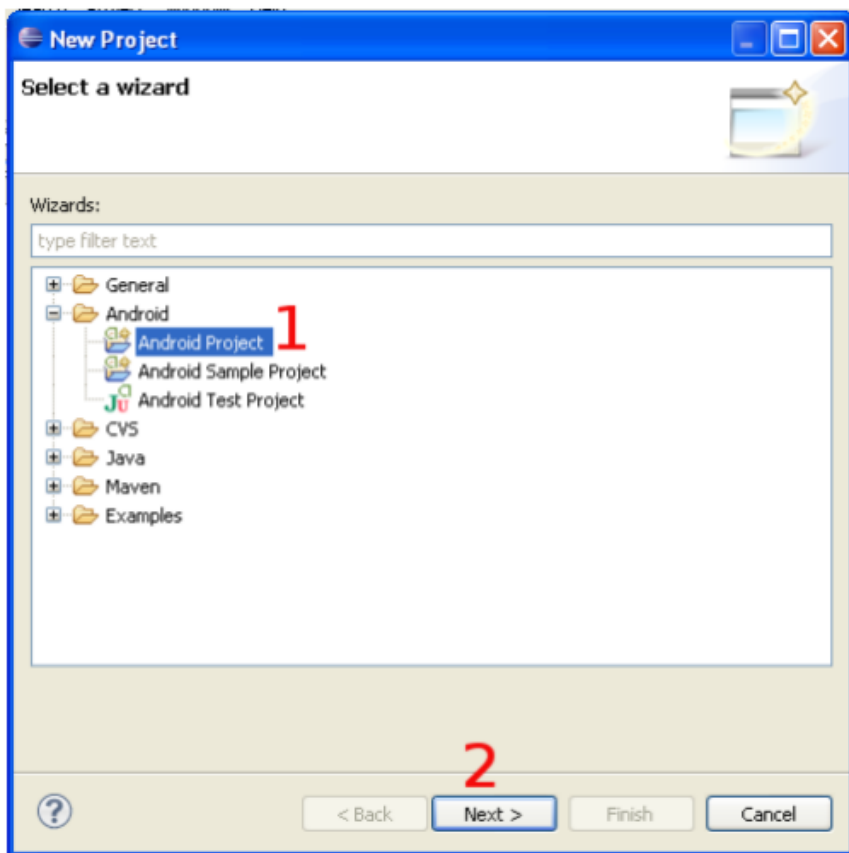 New Project
Select a wizard
Wizards:
type filter text
General
Android
Android Project 1
Android Sample Project
Ju Android Test Project
CVS
Java
Maven
Examples
2
? < Back Next > Finish Cancel